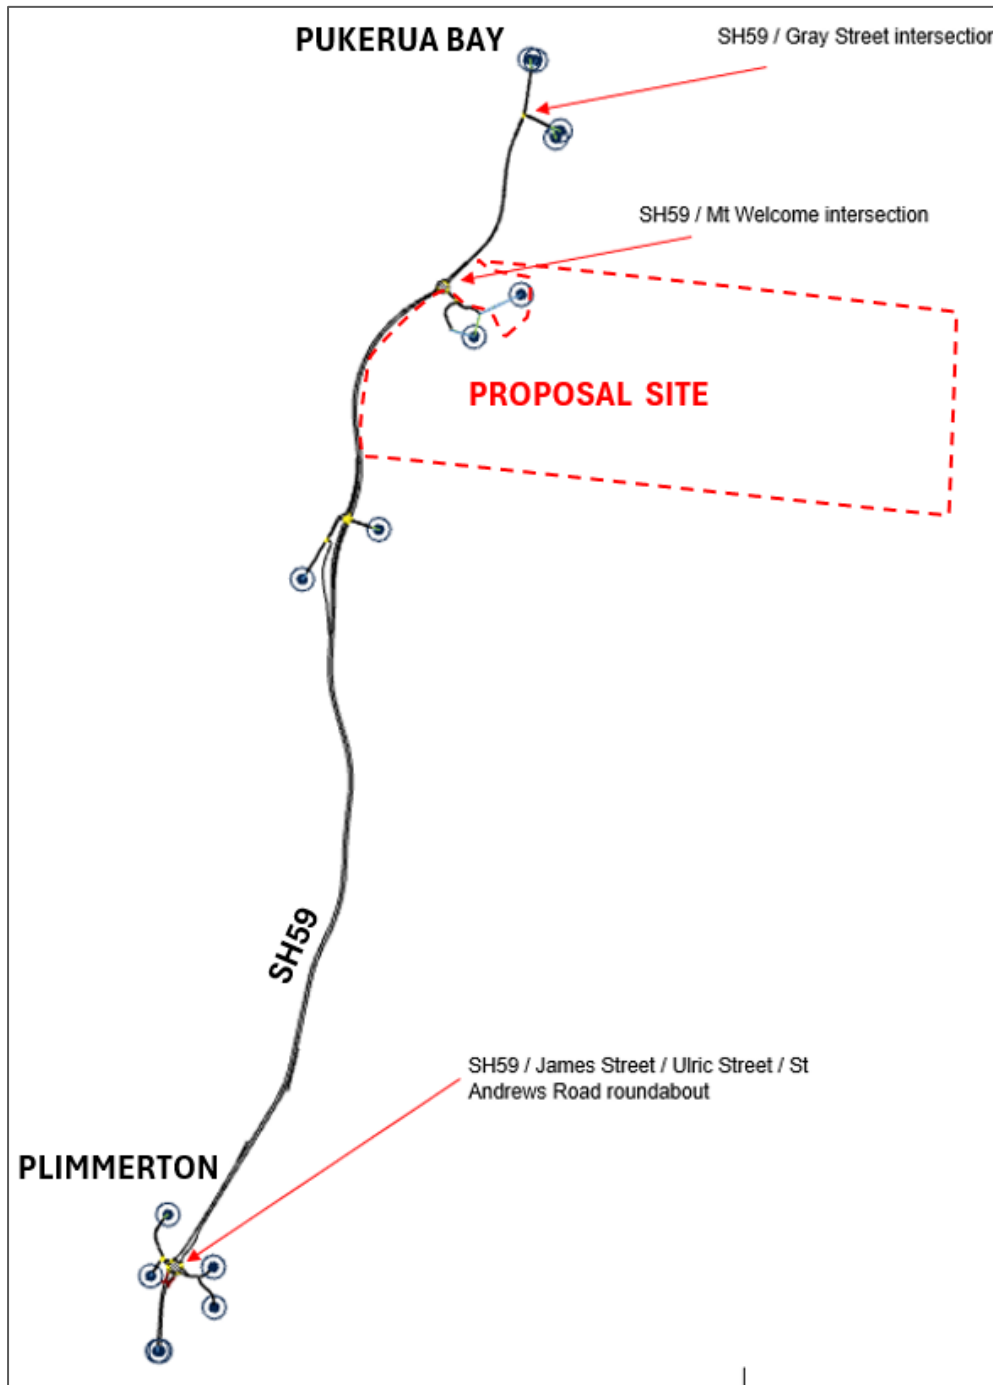 PUKERUA BAY
SH59 / Gray Street intersection
SH59 / Mt Welcome intersection
PROPOSAL SITE
SH59
SH59 / James Street / Ulric Street / St
Andrews Road roundabout
PLIMMERTON